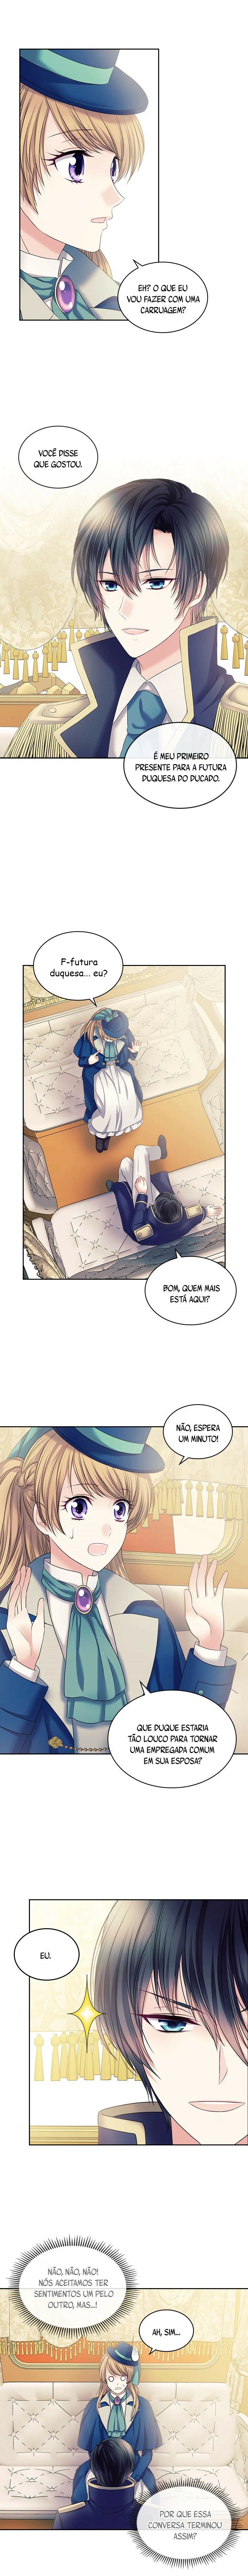 EH? O QUE EU
VOU FAZER COM UMA
CARRUAGEM?
VOCÊ DISSE
QUE GOSTOU.
É MEU PRIMEIRO
PRESENTE PARA A FUTURA
DUQUESA DO DUCADO.
F-futura
duquesa... eu?
BOM, QUEM MAIS
ESTÁ AQUI?
NÃO, ESPERA
UM MINUTO!
QUE DUQUE ESTARIA
TÃO LOUCO PARA TORNAR
UMA EMPREGADA COMUM
EM SUA ESPOSA?
EU.
NÃO, NÃO, NÃO!
NÓS ACEITAMOS TER
SENTIMENTOS UM PELO
OUTRO, MAS...!
AH, SIM...
POR QUE ESSA
CONVERSA TERMINOU
ASSIM?